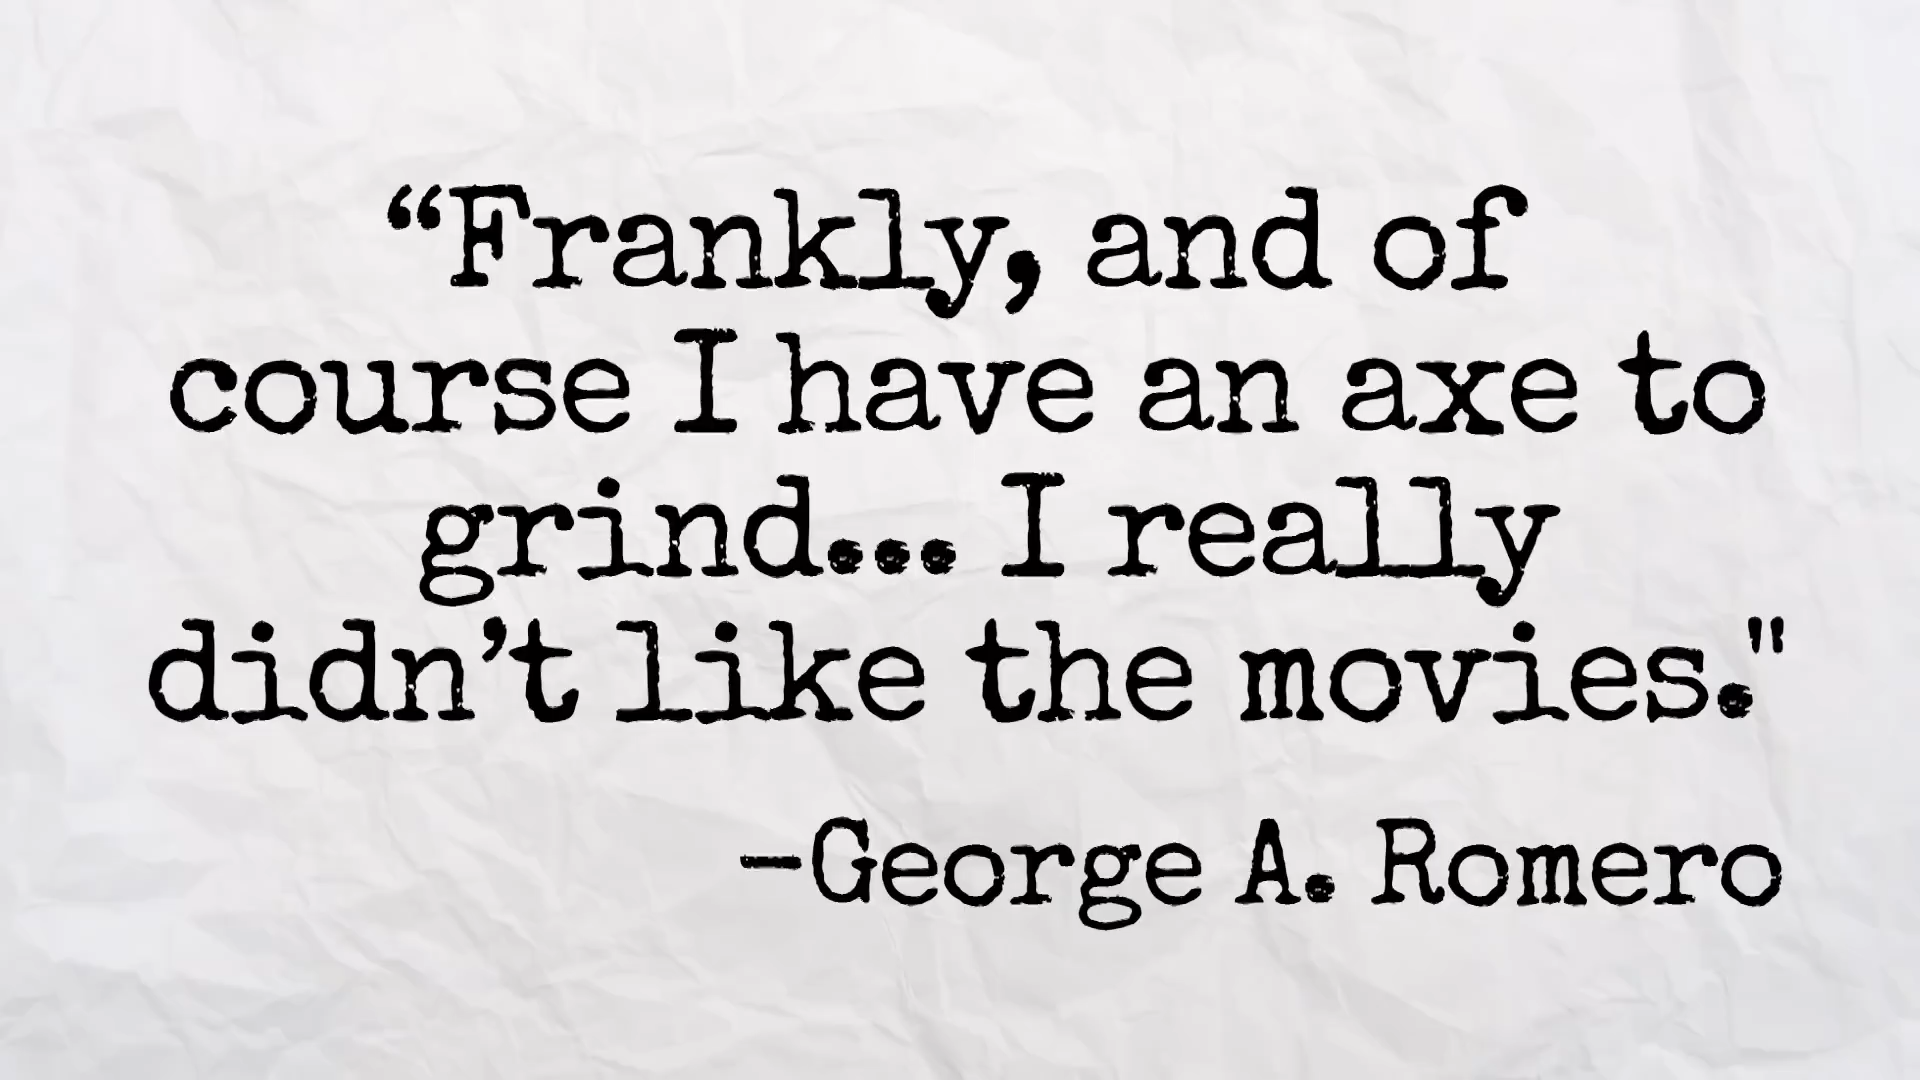 “Frankly, and of
course I have an axe to
grind... I really
didn’t like the movies."
-George A. Romero